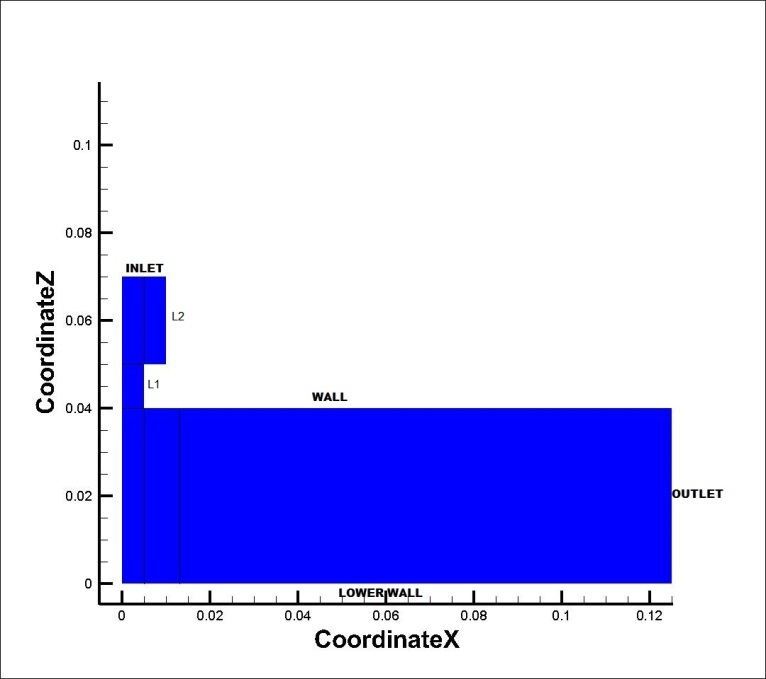 0.1
0.08
INLET
0.06
L2
CoordinateZ
L1
WALL
0.04
0.02
OUTLET
0
LOWER WALL
0
0.02
0.04
0.06
0.08
0.1
0.12
CoordinateX